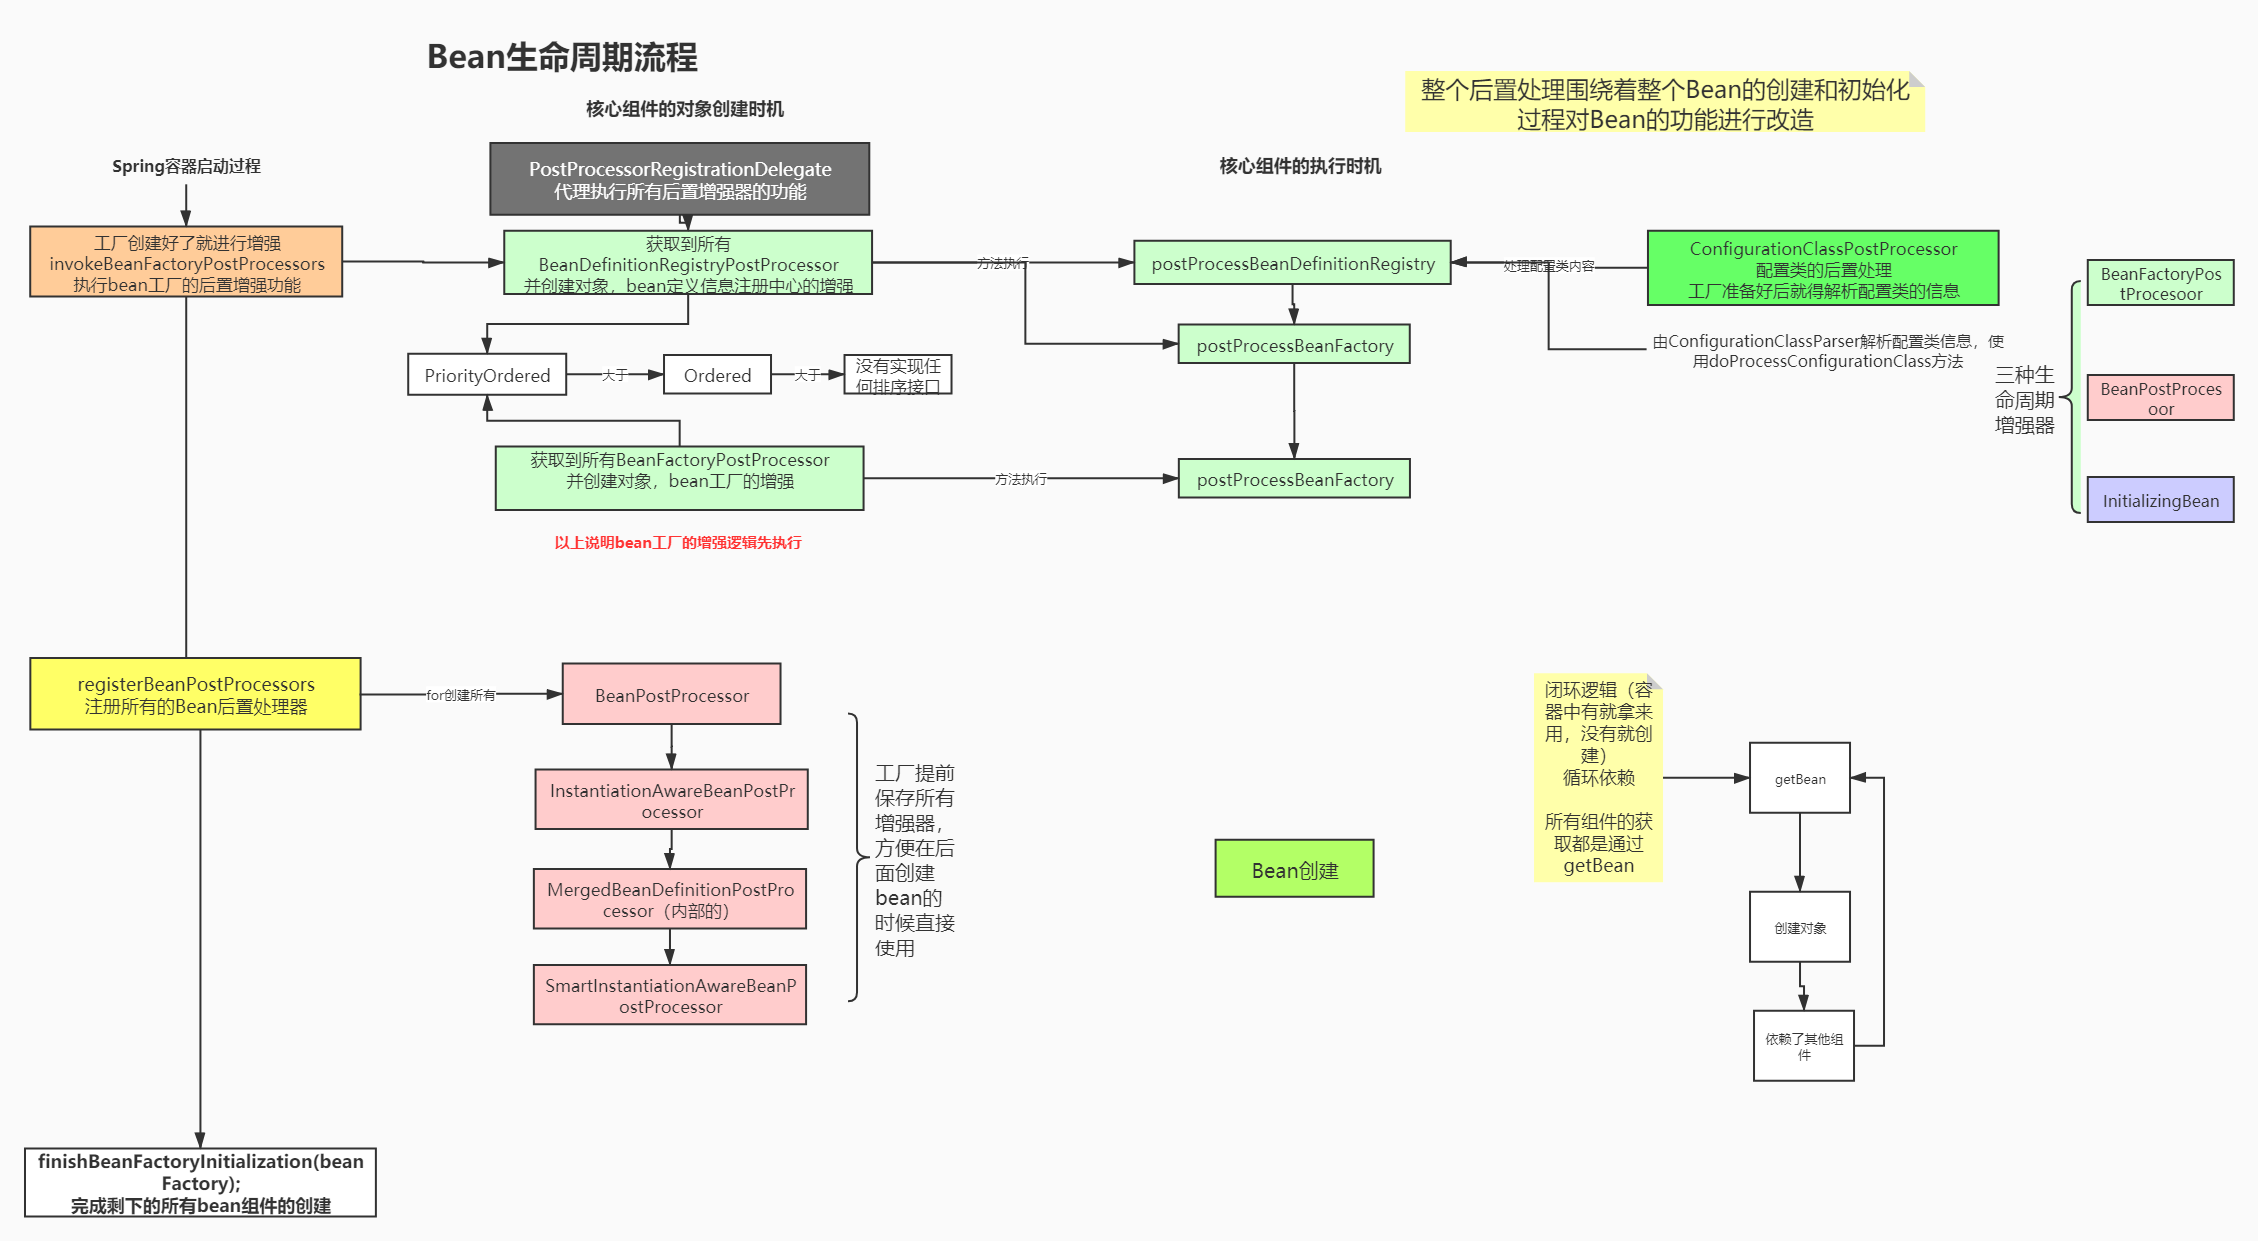 Bean生命周期流程
核心组件的对象创建时机
整个后置处理围绕着整个Bean的创建和初始化
过程对Bean的功能进行改造
Spring容器启动过程
PostProcessorRegistrationDelegate
代理执行所有后置增强器的功能
核心组件的执行时机
工厂创建好了就进行增强
invokeBeanFactoryPostProcessors
执行bean工厂的后置增强功能
获取到所有
BeanDefinitionRegistryPostProcessor
并创建对象，bean定义信息注册中心的增强
方法执行
postProcessBeanDefinitionRegistry
处理配置类内容
ConfigurationClassPostProcessor
配置类的后置处理
工厂准备好后就得解析配置类的信息
BeanFactoryPos
tProcesoor
postProcessBeanFactory
由ConfigurationClassParser解析配置类信息，使
用doProcessConfigurationClass方法
PriorityOrdered
大于
Ordered
大于
没有实现任
何排序接口
三种生
命周期
增强器
BeanPostProces
oor
获取到所有BeanFactoryPostProcessor
并创建对象，bean工厂的增强
方法执行
postProcessBeanFactory
InitializingBean
以上说明bean工厂的增强逻辑先执行
registerBeanPostProcessors
注册所有的Bean后置处理器
for创建所有
BeanPostProcessor
InstantiationAwareBeanPostPr
ocessor
MergedBeanDefinitionPostPro
cessor（内部的）
SmartInstantiationAwareBeanP
ostProcessor
工厂提前
保存所有
增强器，
方便在后
面创建
bean的
时候直接
使用
Bean创建
闭环逻辑（容
器中有就拿来
用，没有就创
建）
循环依赖
所有组件的获
取都是通过
getBean
getBean
创建对象
依赖了其他组
件
finishBeanFactoryInitialization(bean
Factory);
完成剩下的所有bean组件的创建